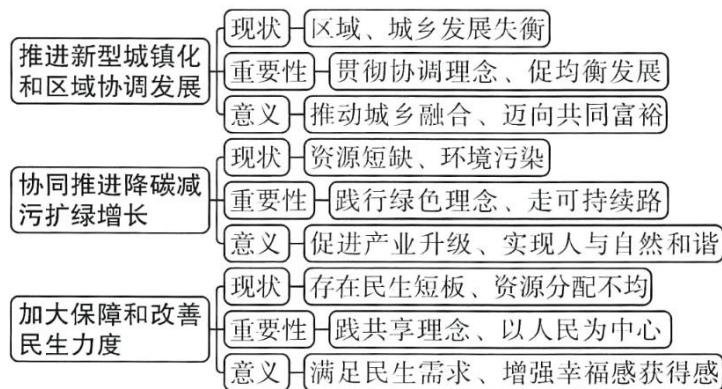 推进新型城镇化
和区域协调发展
现状
区域、城乡发展失衡
重要性
贯彻协调理念、促均衡发展
意义
推动城乡融合、迈向共同富裕
协同推进降碳减
污扩绿增长
现状
资源短缺、环境污染
重要性
践行绿色理念、走可持续路
意义
促进产业升级、实现人与自然和谐
加大保障和改善
民生力度
现状
存在民生短板、资源分配不均
重要性
践共享理念、以人民为中心
意义
满足民生需求、增强幸福感获得感